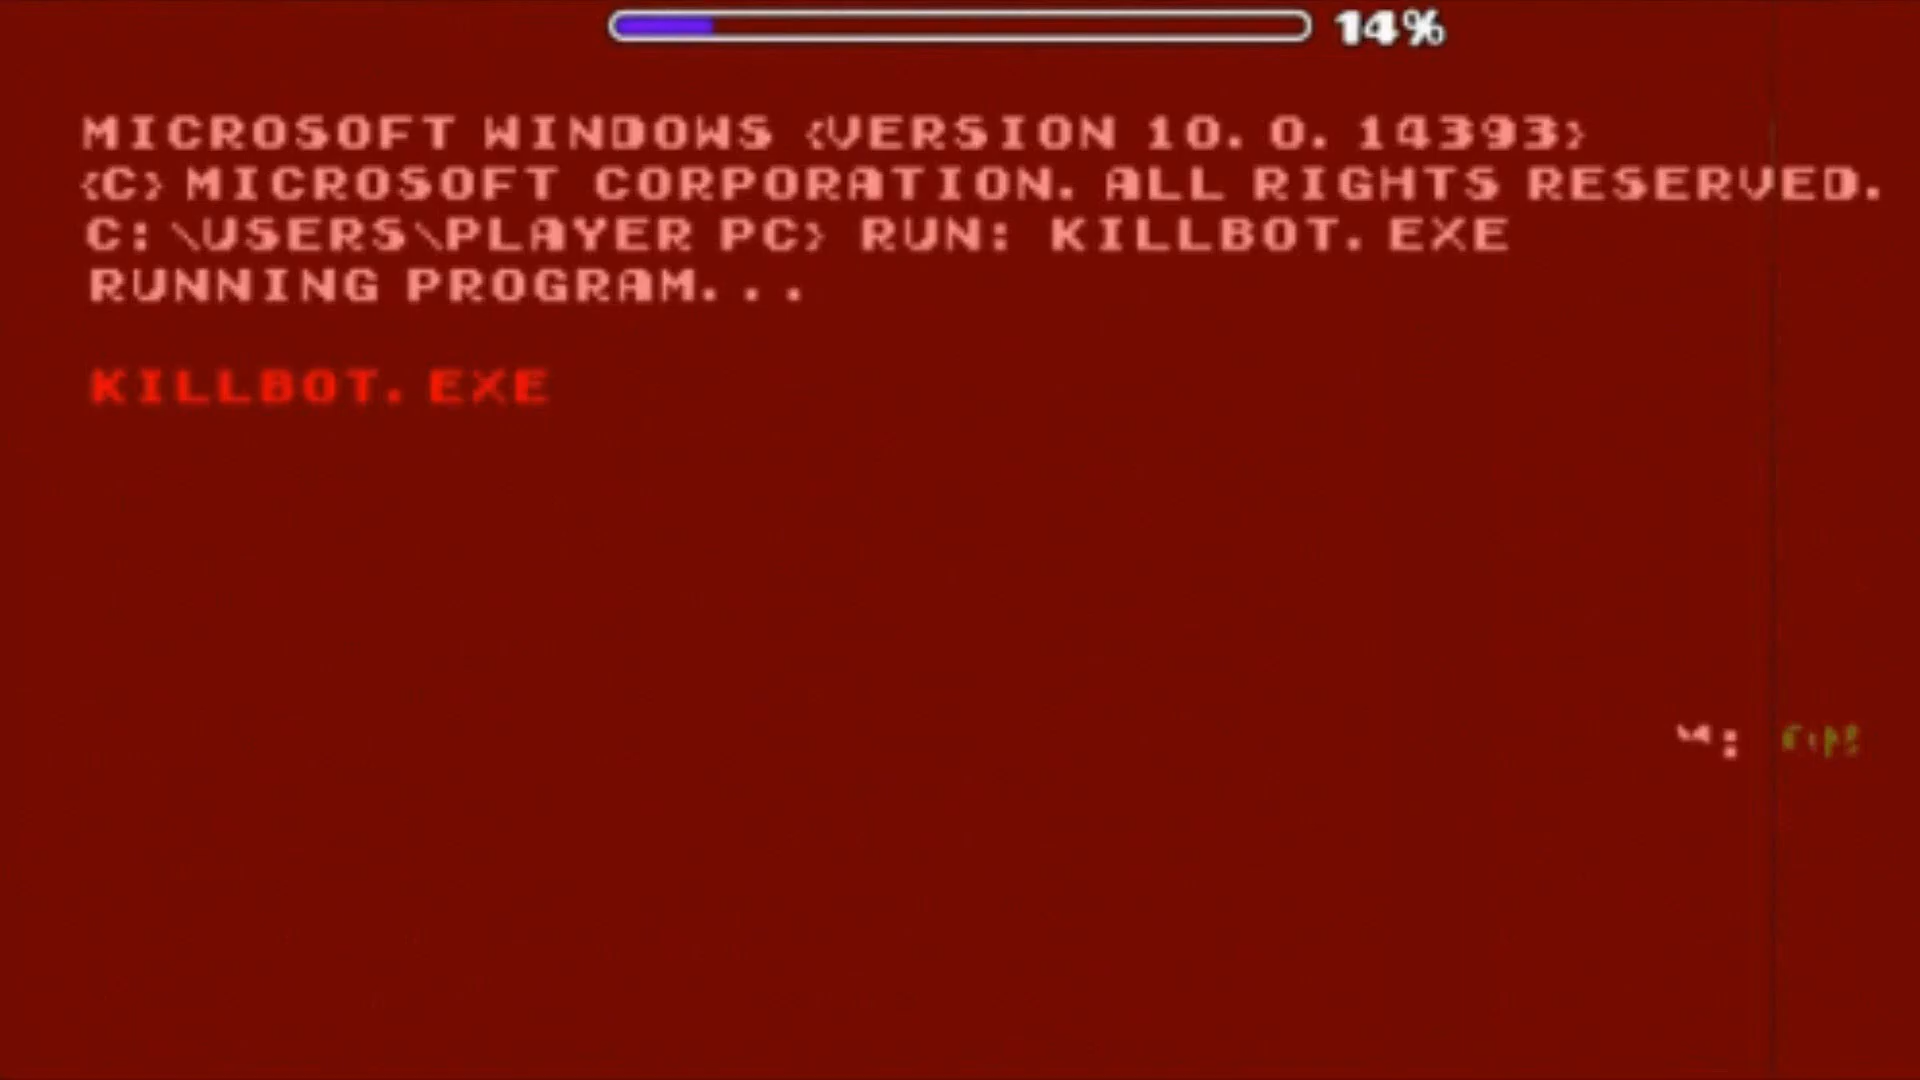 14%
MICROSOFT WINDOWS {VERSION 10.0.14393}
{C} MICROSOFT CORPORATION. ALL RIGHTS RESERVED.
C:\USERS\PLAYER PC> RUN: KILLBOT.EXE
RUNNING PROGRAM...
KILLBOT.EXE